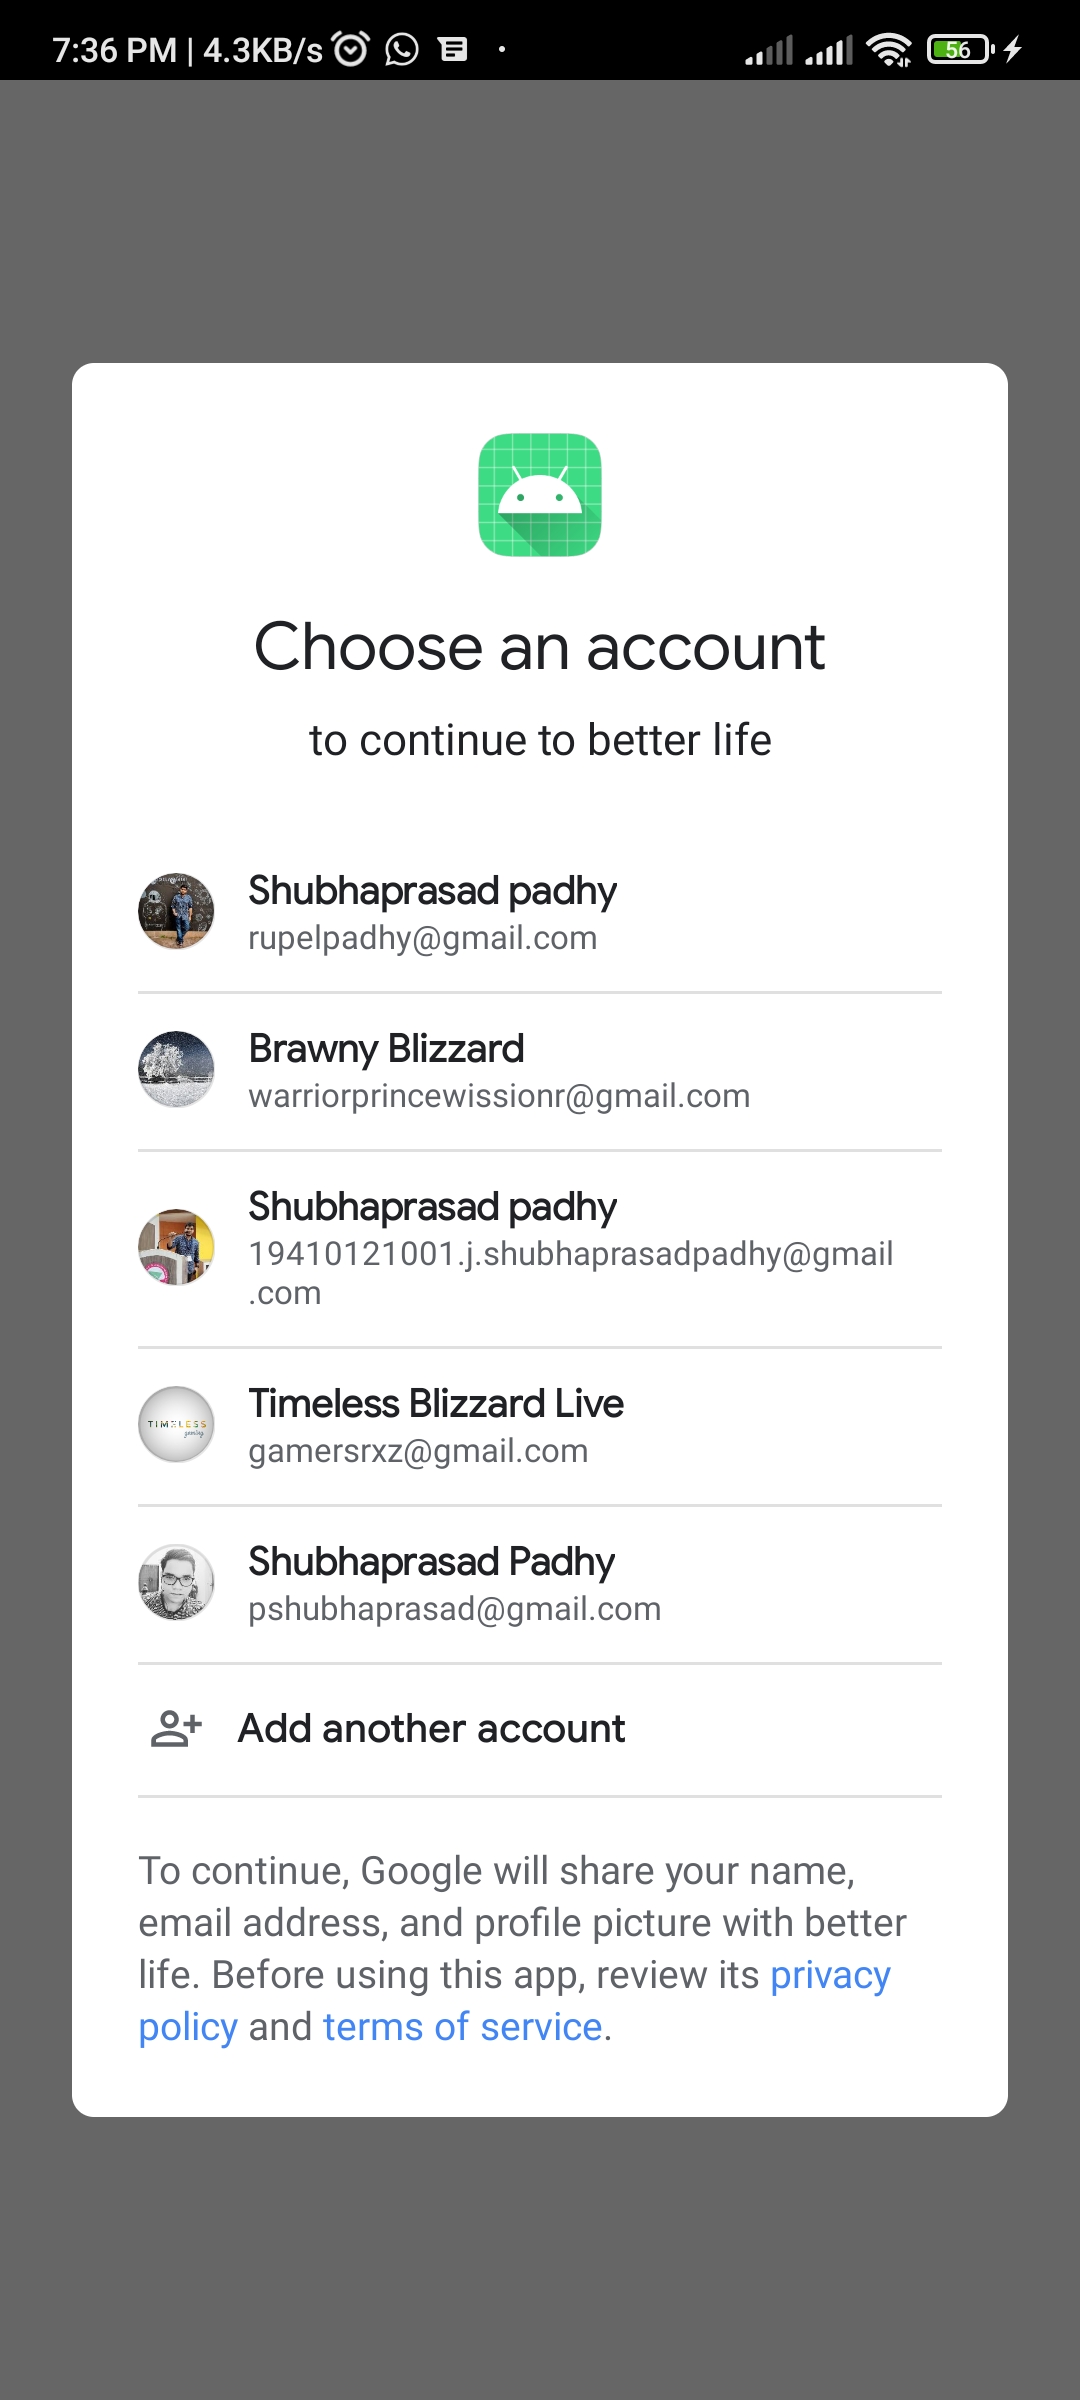 7:36 PM | 4.3KB/s
56
Choose an account
to continue to better life
Shubhaprasad padhy
rupelpadhy@gmail.com
Brawny Blizzard
warriorprincewissionr@gmail.com
Shubhaprasad padhy
19410121001.j.shubhaprasadpadhy@gmail
.com
TIMELESS
gaming
Timeless Blizzard Live
gamersrxz@gmail.com
Shubhaprasad Padhy
pshubhaprasad@gmail.com
Add another account
To continue, Google will share your name,
email address, and profile picture with better
life. Before using this app, review its privacy
policy and terms of service.